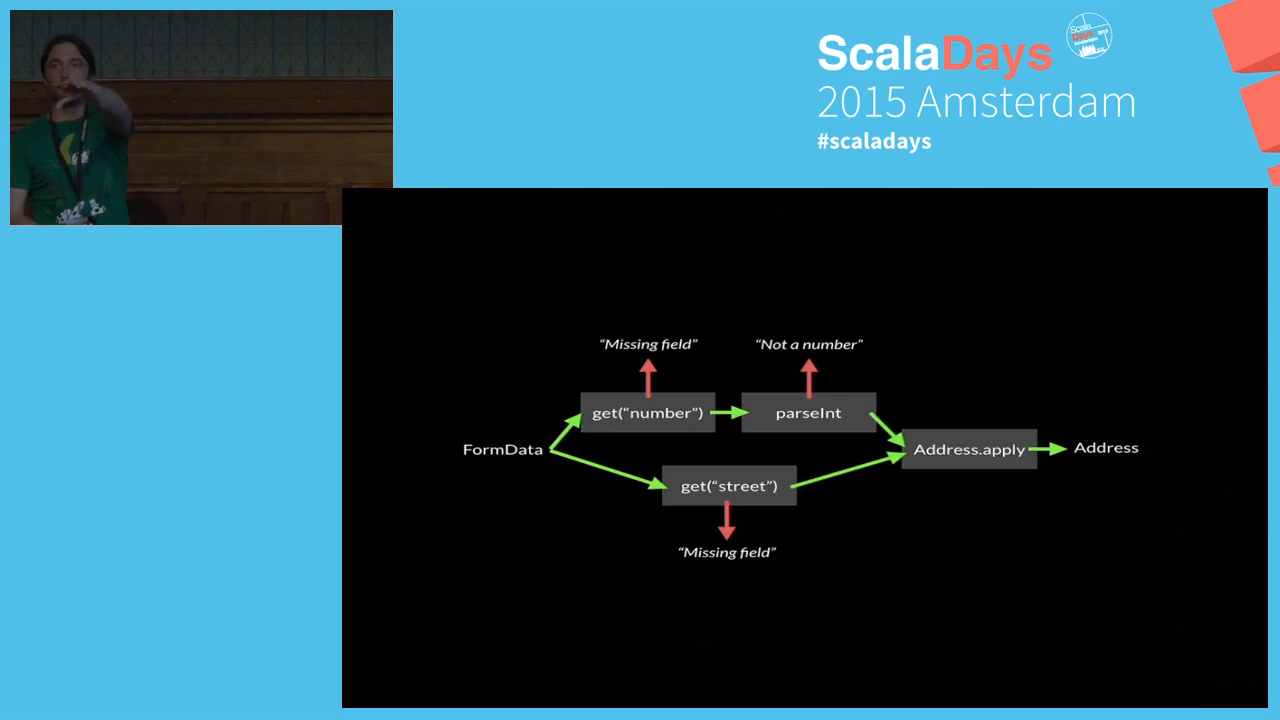 ScalaDays
2015 Amsterdam
#scaladays
“Missing field”
“Not a number”
get(“number”)
parseInt
FormData
Address.apply
Address
get(“street”)
“Missing field”